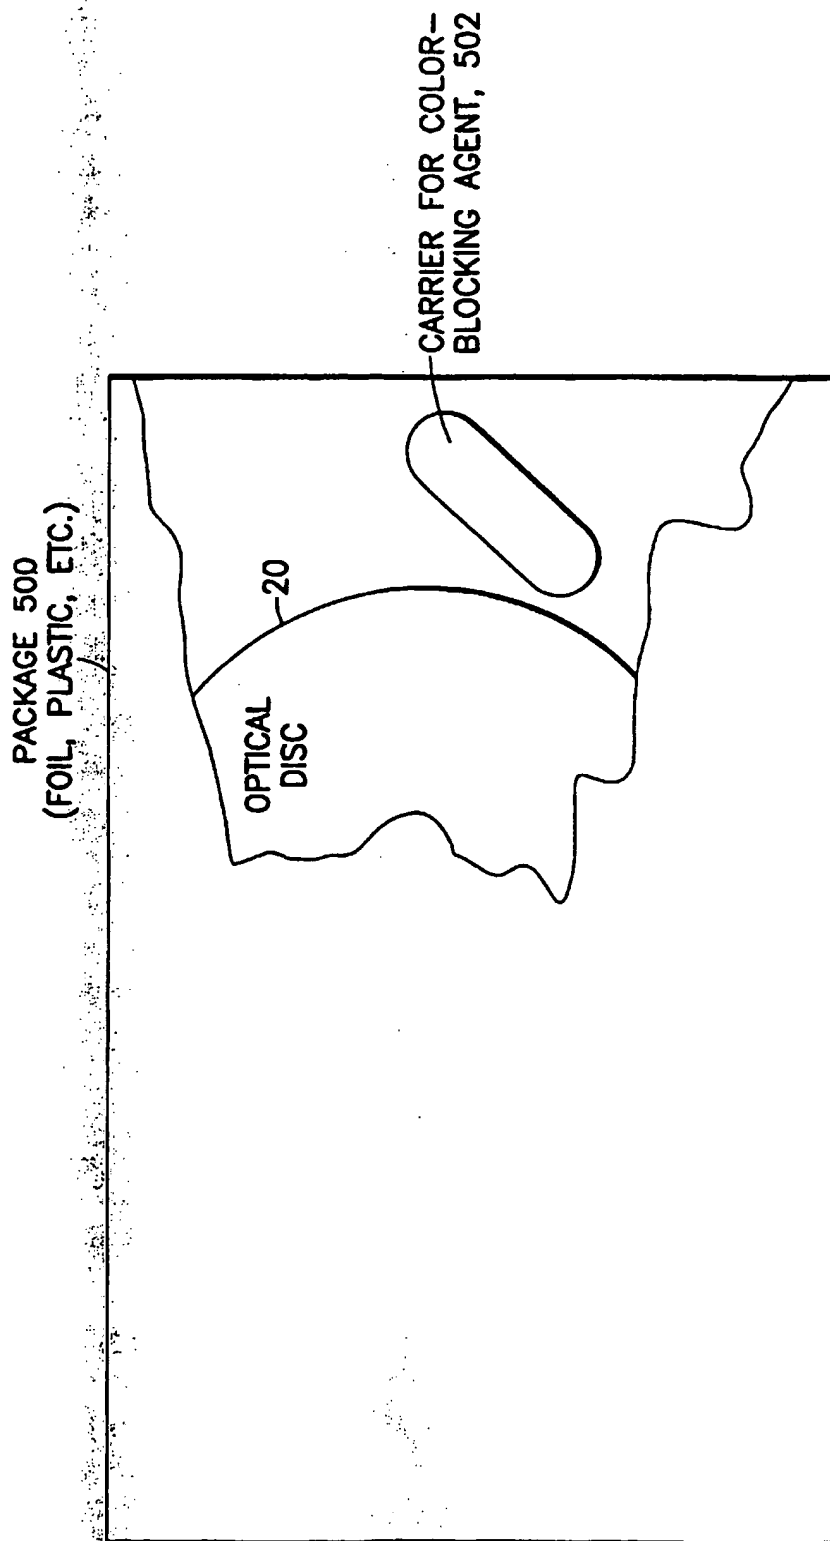 PACKAGE 500
(FOIL, PLASTIC, ETC.)
20
OPTICAL
DISC
CARRIER FOR COLOR-
BLOCKING AGENT, 502